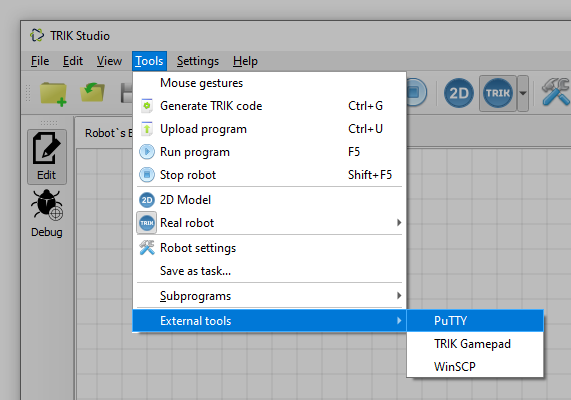 TRIK Studio
File Edit View Tools Settings Help
Mouse gestures
Generate TRIK code Ctrl+G
Upload program Ctrl+U
Run program F5
Stop robot Shift+F5
2D Model
Real robot
Robot settings
Save as task...
Subprograms
External tools
PuTTY
TRIK Gamepad
WinSCP
2D TRIK
Robot`s
Edit
Debug
2D
TRIK